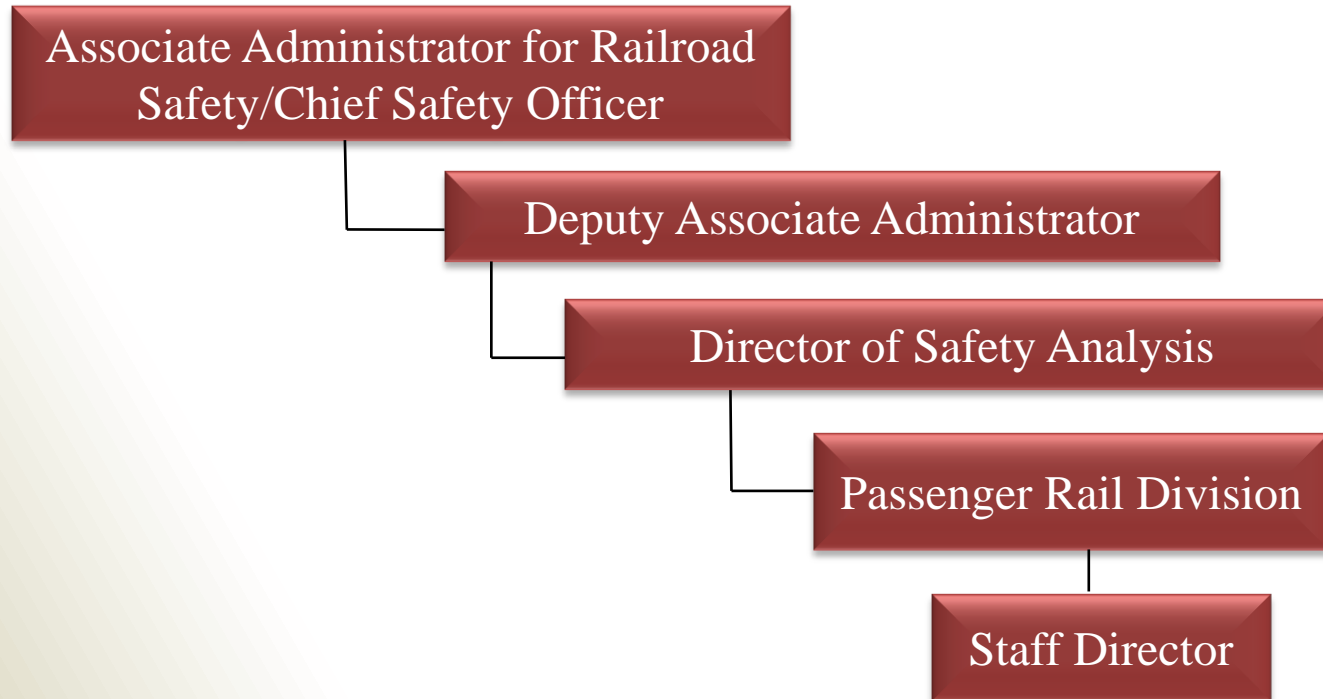 Associate Administrator for Railroad
Safety/Chief Safety Officer
Deputy Associate Administrator
Director of Safety Analysis
Passenger Rail Division
Staff Director